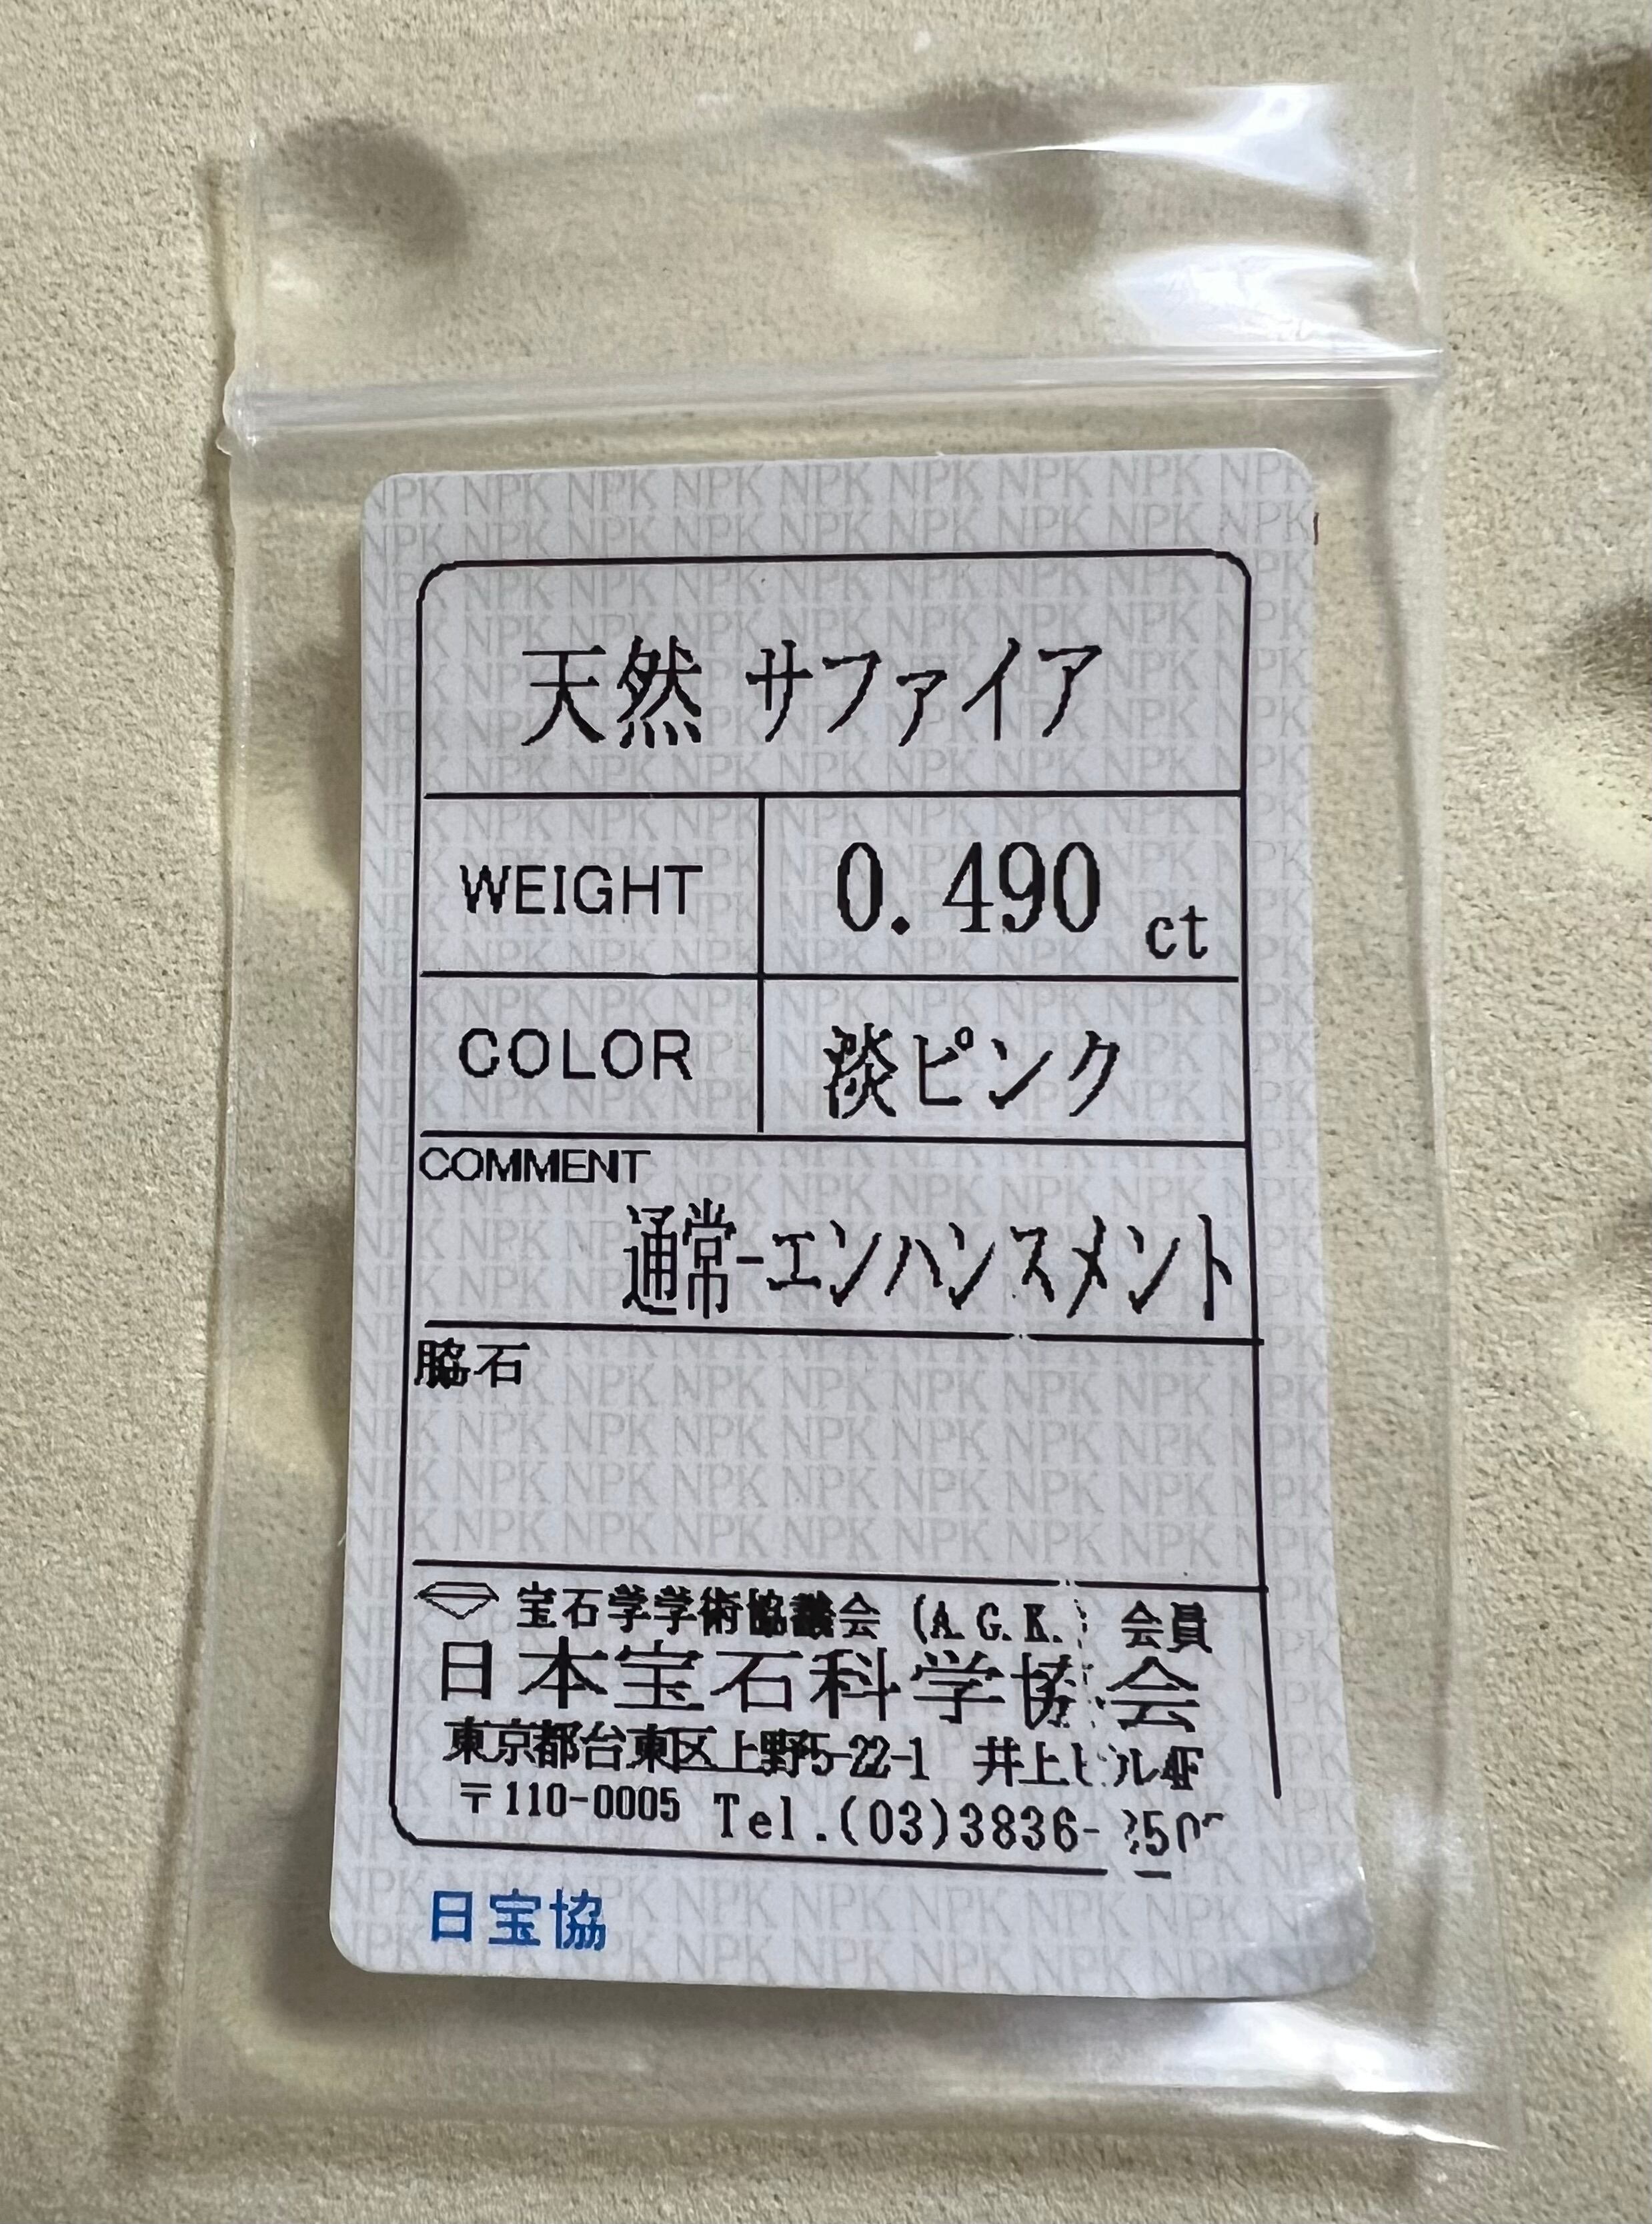 天然 サファイア
WEIGHT 0.490 ct
COLOR 淡ピンク
COMMENT
通常-エンハンスメント
脇石
宝石学学術協議会 (A.G.K.) 会員
日本宝石科学協会
東京都台東区上野5-22-1 井上ビル4F
〒110-0005 Tel.(03)3836-
日宝協